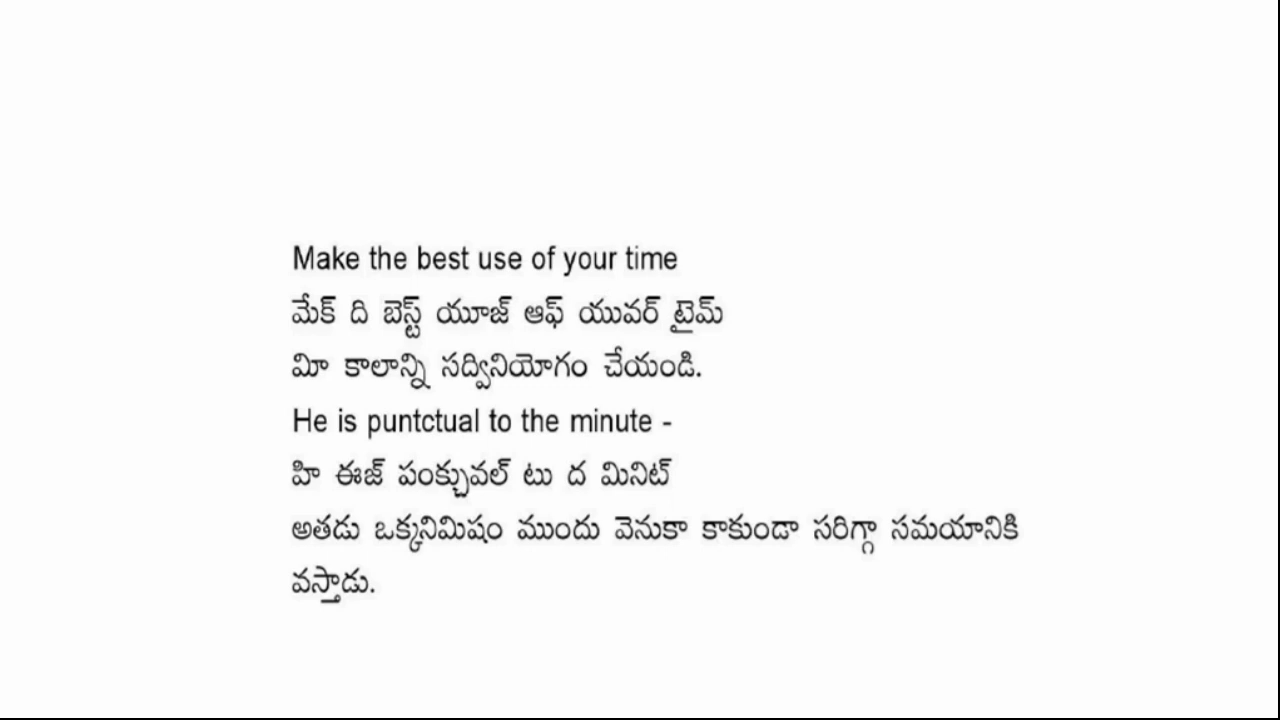 Make the best use of your time
మేక్ ది బెస్ట్ యూజ్ ఆఫ్ యువర్ టైమ్
మీ కాలాన్ని సద్వినియోగం చేయండి.
He is puntctual to the minute -
హి ఈజ్ పంక్చువల్ టు ద మినిట్
అతడు ఒక్కనిమిషం ముందు వెనుకా కాకుండా సరిగ్గా సమయానికి
వస్తాడు.